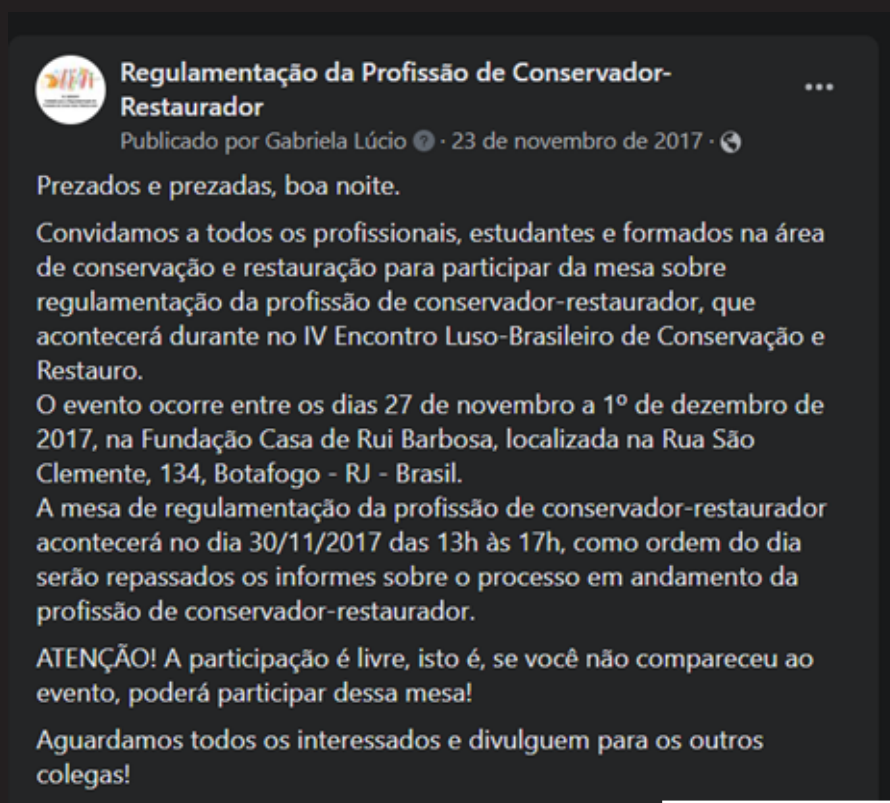 Regulamentação da Profissão de Conservador-
Restaurador
Publicado por Gabriela Lúcio · 23 de novembro de 2017 ·
Prezados e prezadas, boa noite.
Convidamos a todos os profissionais, estudantes e formados na área
de conservação e restauração para participar da mesa sobre
regulamentação da profissão de conservador-restaurador, que
acontecerá durante no IV Encontro Luso-Brasileiro de Conservação e
Restauro.
O evento ocorre entre os dias 27 de novembro a 1º de dezembro de
2017, na Fundação Casa de Rui Barbosa, localizada na Rua São
Clemente, 134, Botafogo - RJ - Brasil.
A mesa de regulamentação da profissão de conservador-restaurador
acontecerá no dia 30/11/2017 das 13h às 17h, como ordem do dia
serão repassados os informes sobre o processo em andamento da
profissão de conservador-restaurador.
ATENÇÃO! A participação é livre, isto é, se você não compareceu ao
evento, poderá participar dessa mesa!
Aguardamos todos os interessados e divulguem para os outros
colegas!